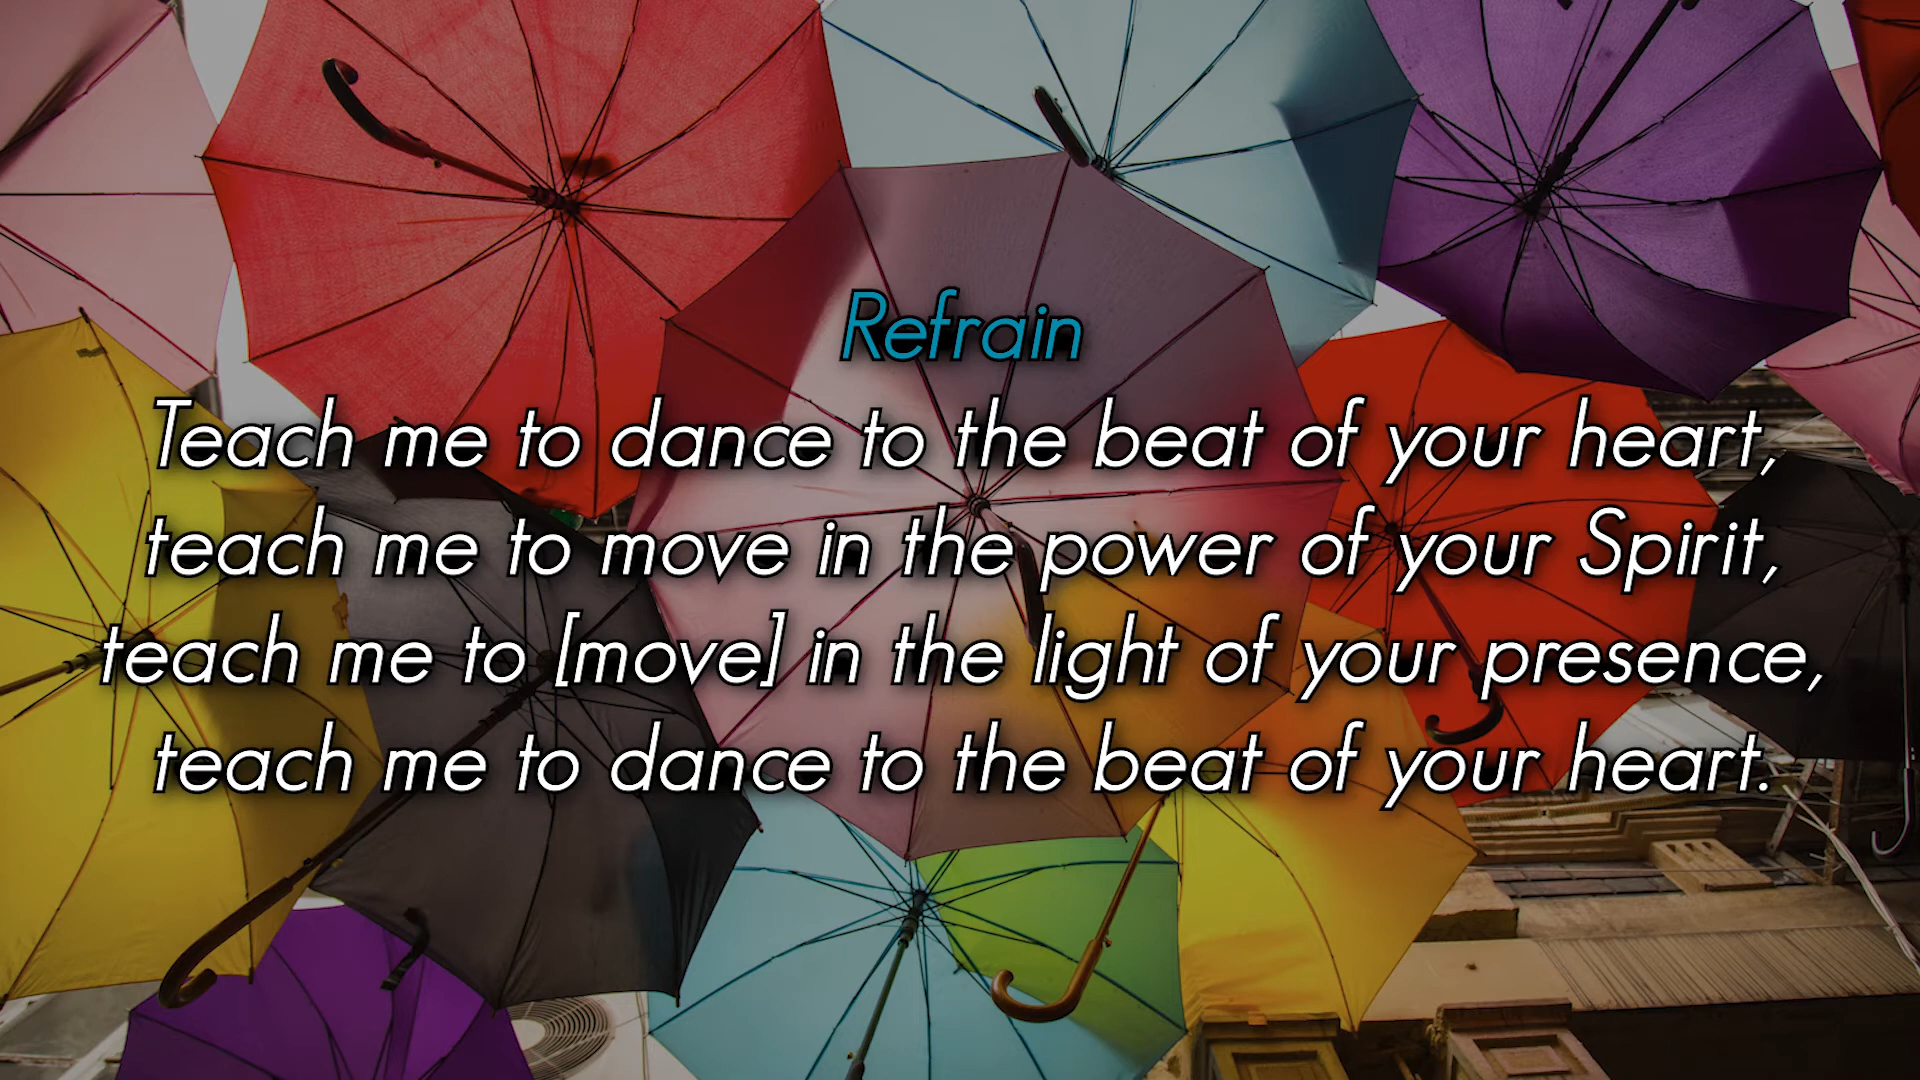 Refrain
Teach me to dance to the beat of your heart,
teach me to move in the power of your Spirit,
teach me to [move] in the light of your presence,
teach me to dance to the beat of your heart.